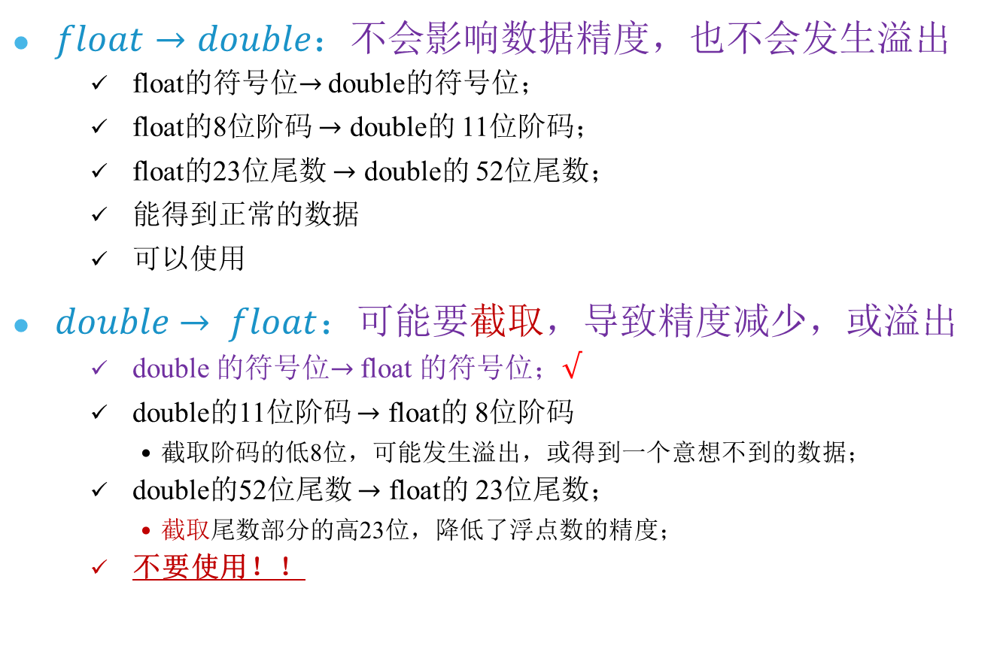 • float → double：不会影响数据精度，也不会发生溢出
✓ float的符号位→ double的符号位；
✓ float的8位阶码 → double的 11位阶码；
✓ float的23位尾数 → double的 52位尾数；
✓ 能得到正常的数据
✓ 可以使用
• double → float：可能要截取，导致精度减少，或溢出
✓ double 的符号位→ float 的符号位；√
✓ double的11位阶码 → float的 8位阶码
• 截取阶码的低8位，可能发生溢出，或得到一个意想不到的数据；
✓ double的52位尾数 → float的 23位尾数；
• 截取尾数部分的高23位，降低了浮点数的精度；
✓ 不要使用！！